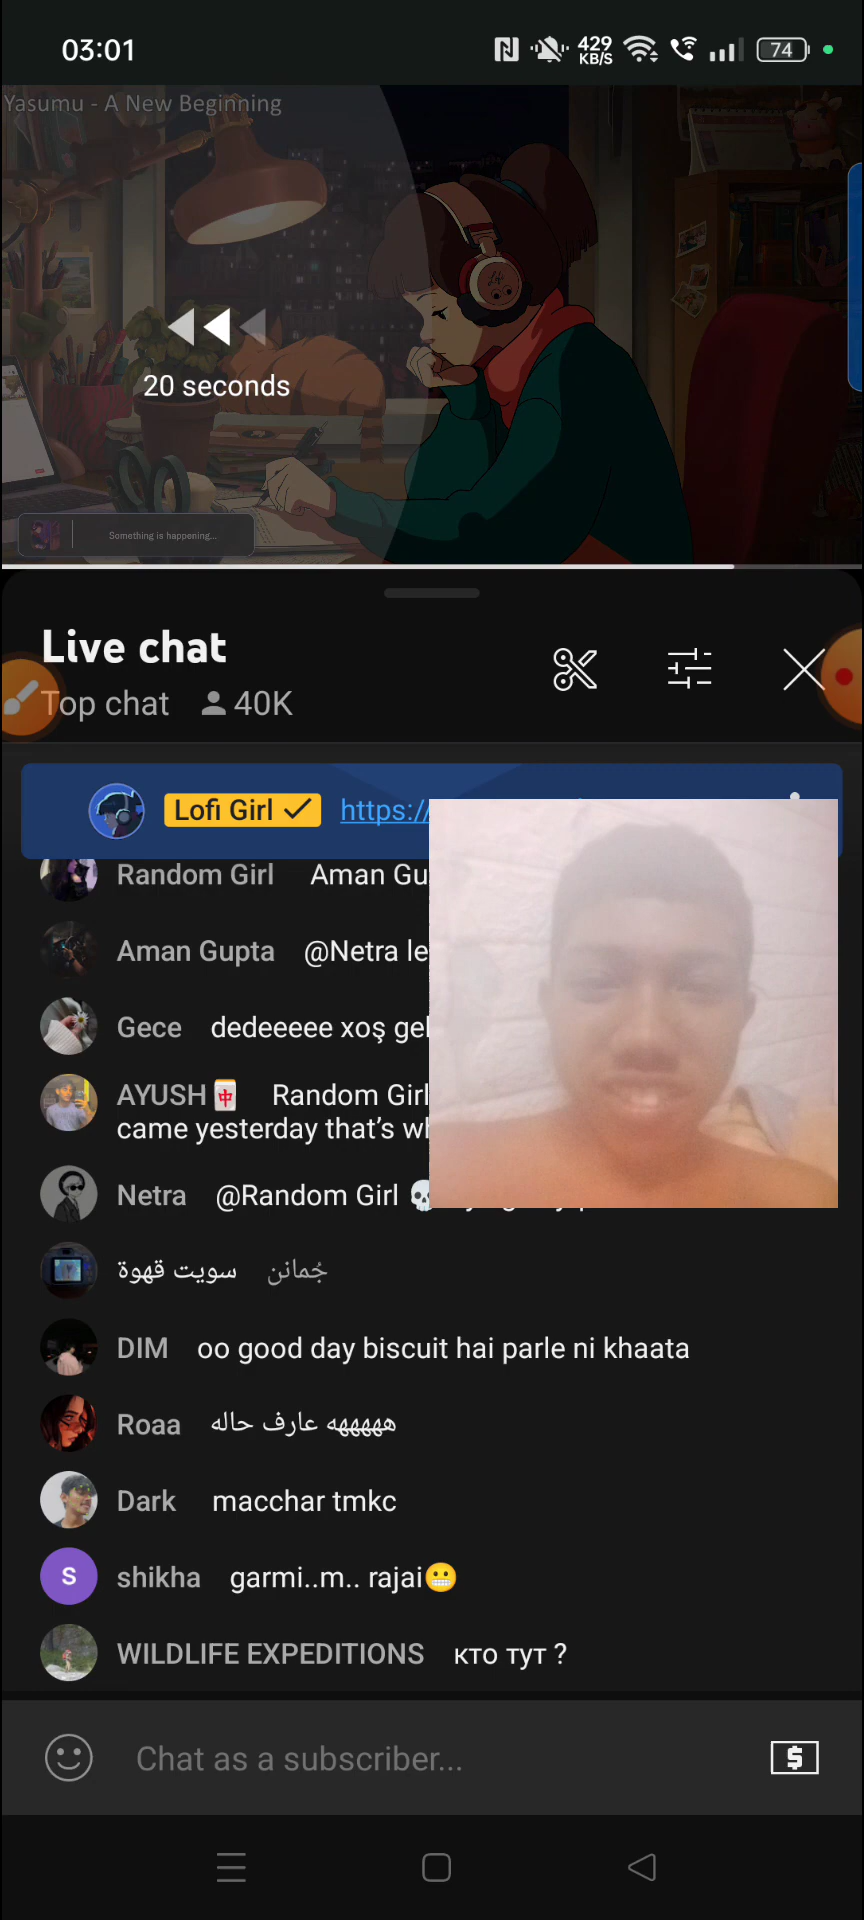 03:01
429
KB/S
74
Yasumu - A New Beginning
20 seconds
Something is happening...
Live chat
Top chat 40K
Lofi Girl https://
Random Girl Aman Gu
Aman Gupta @Netra le
Gece dedeeeee xoş gel
AYUSH🀄 Random Girl
came yesterday that's wh
Netra @Random Girl 💀
جُمانن سويت قهوة
DIM oo good day biscuit hai parle ni khaata
Roaa هههههه عارف حاله
Dark macchar tmkc
S shikha garmi..m.. rajai😬
WILDLIFE EXPEDITIONS кто тут ?
Chat as a subscriber...